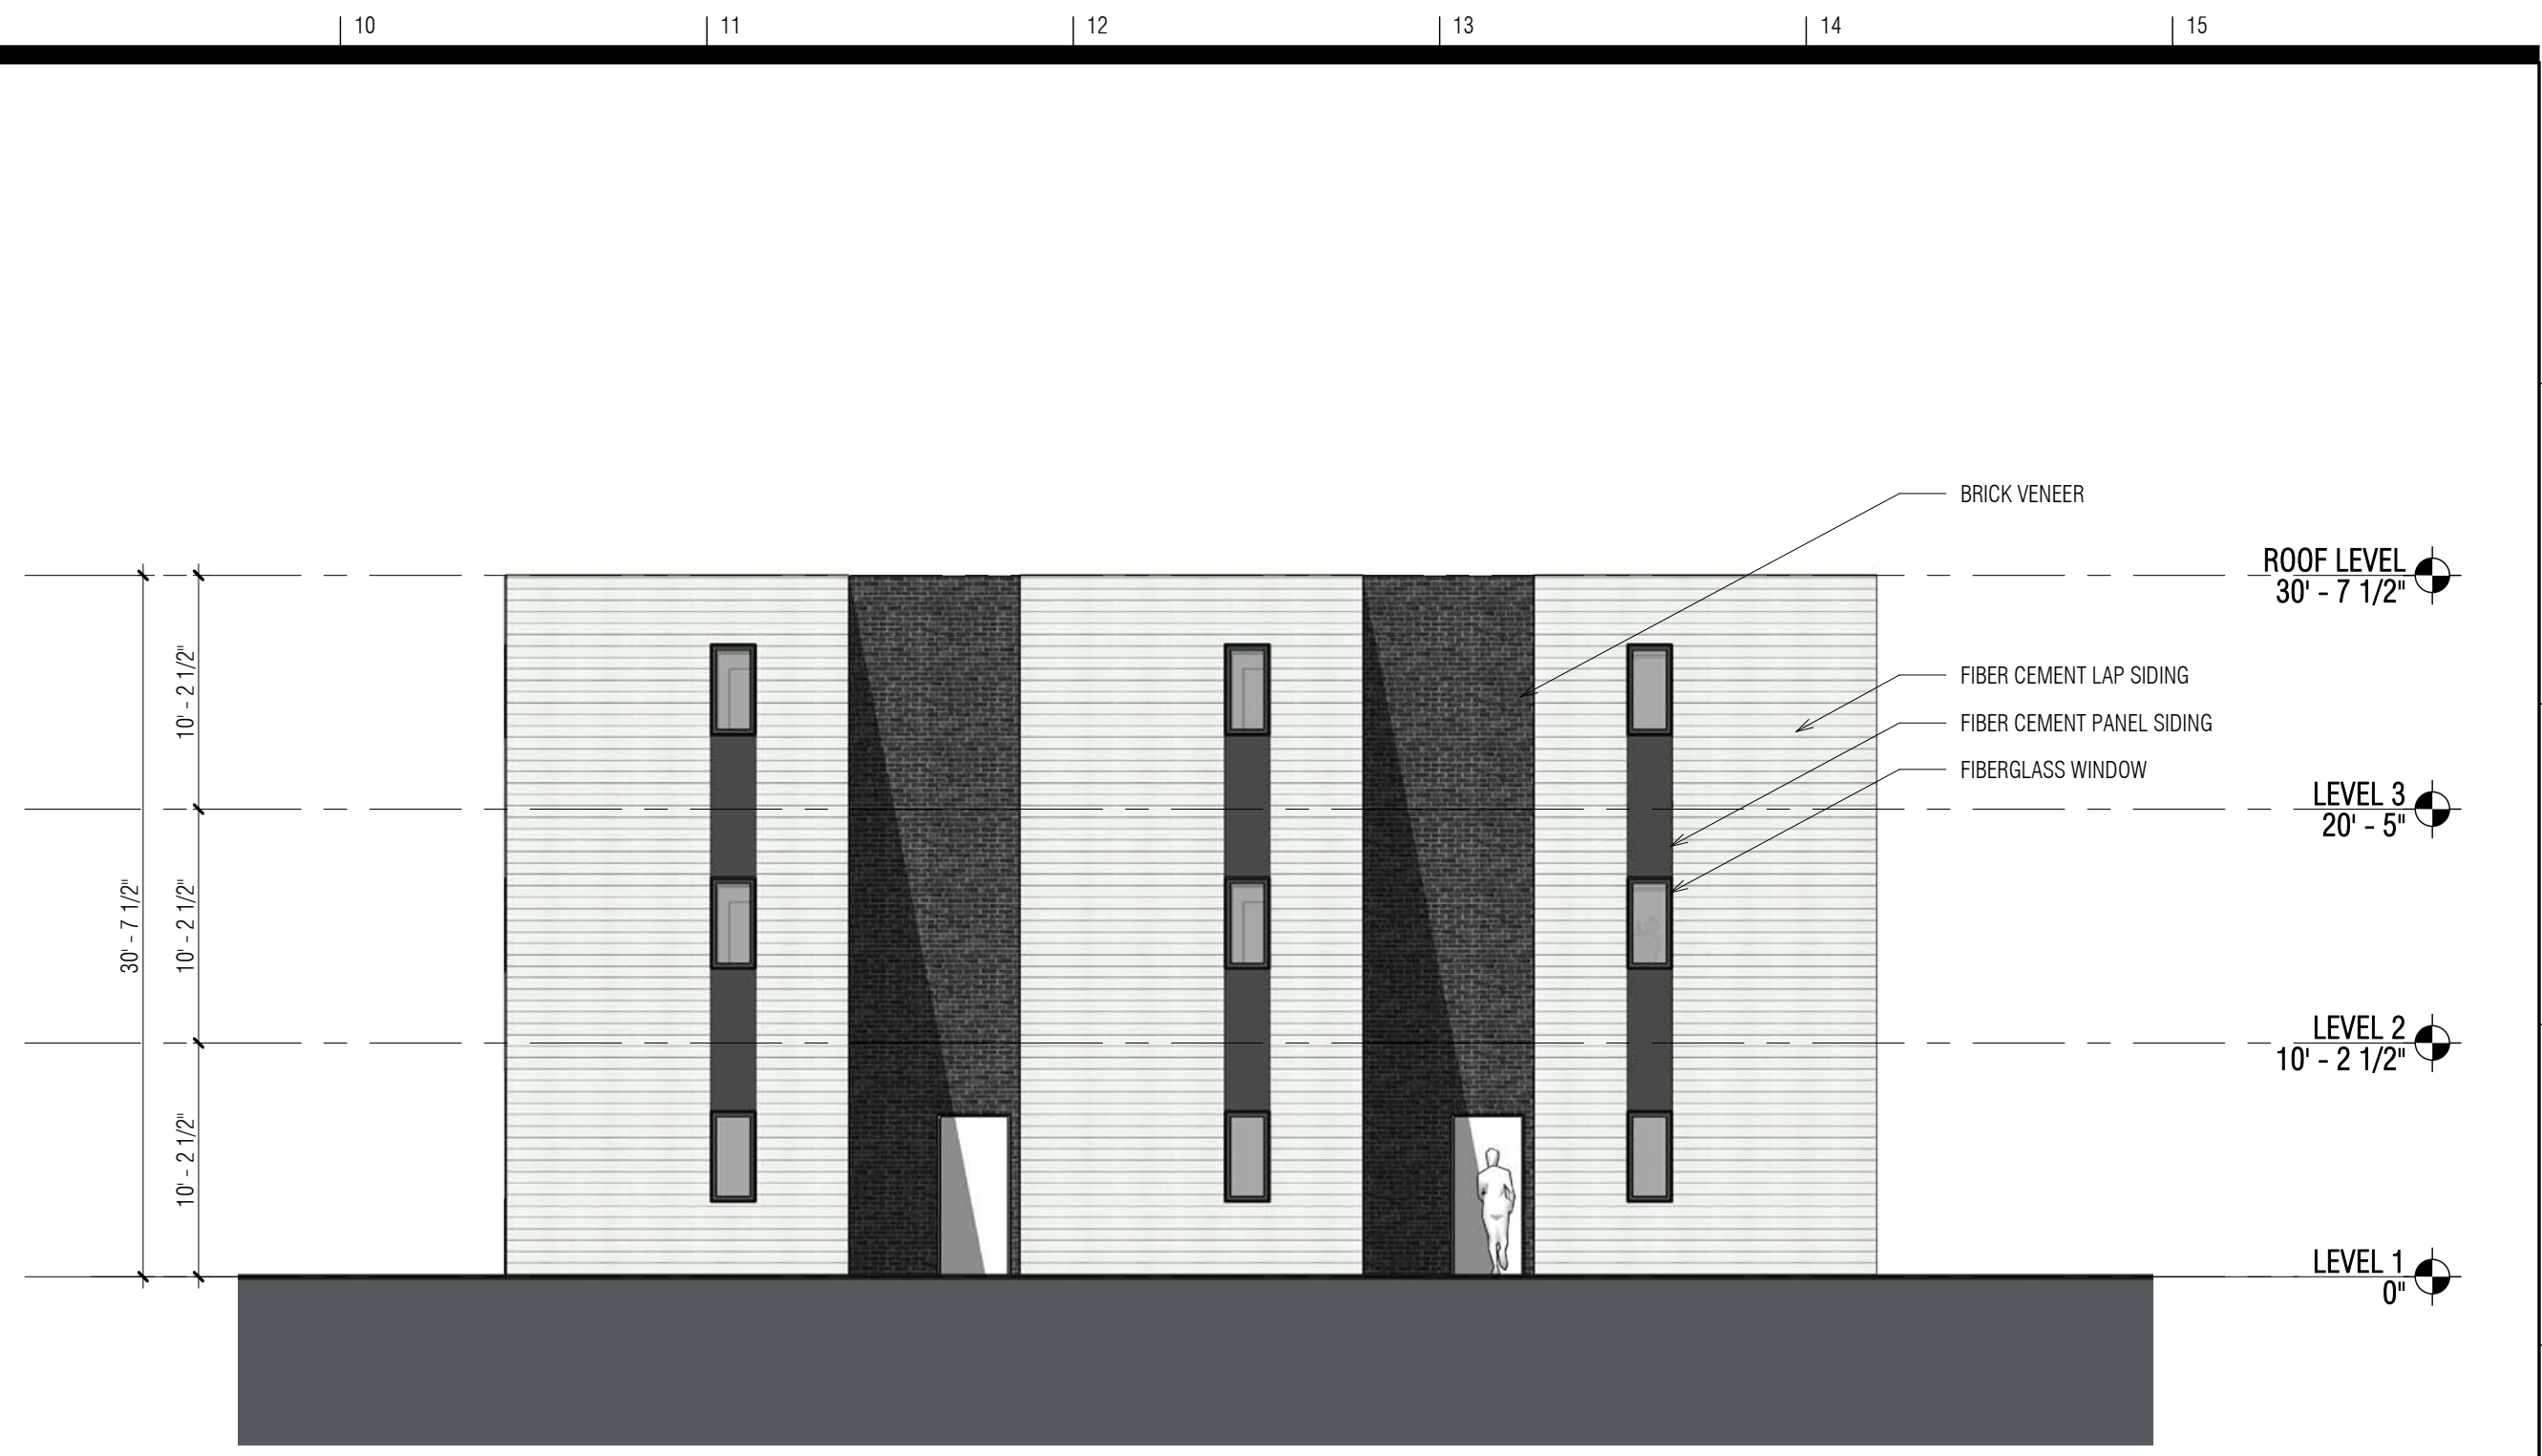 10
11
12
13
14
15
BRICK VENEER
ROOF LEVEL
30' - 7 1/2"
FIBER CEMENT LAP SIDING
FIBER CEMENT PANEL SIDING
FIBERGLASS WINDOW
LEVEL 3
20' - 5"
LEVEL 2
10' - 2 1/2"
LEVEL 1
0"
30' - 7 1/2"
10' - 2 1/2"
10' - 2 1/2"
10' - 2 1/2"